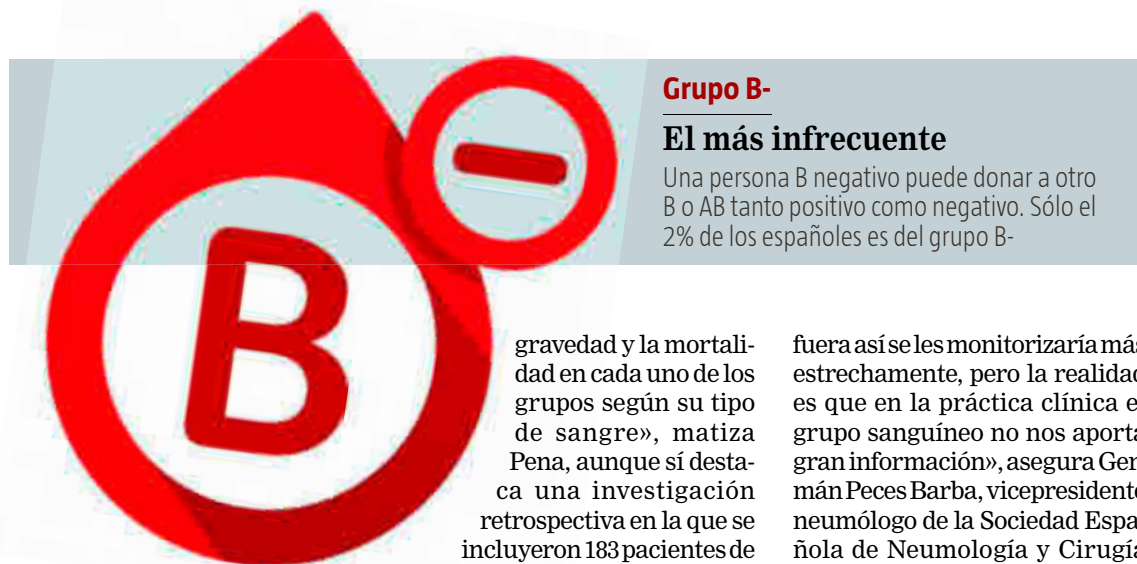 B
Grupo B-
El más infrecuente
Una persona B negativo puede donar a otro
B o AB tanto positivo como negativo. Sólo el
2% de los españoles es del grupo B-
gravedad y la mortali-
dad en cada uno de los
grupos según su tipo
de sangre», matiza
Pena, aunque sí desta-
ca una investigación
retrospectiva en la que se
incluyeron 183 pacientes de
fuera así se les monitorizaría más
estrechamente, pero la realidad
es que en la práctica clínica e
grupo sanguíneo no nos aporta
gran información», asegura Ger
mán Peces Barba, vicepresidente
neumólogo de la Sociedad Espa
ñola de Neumología y Cirugía